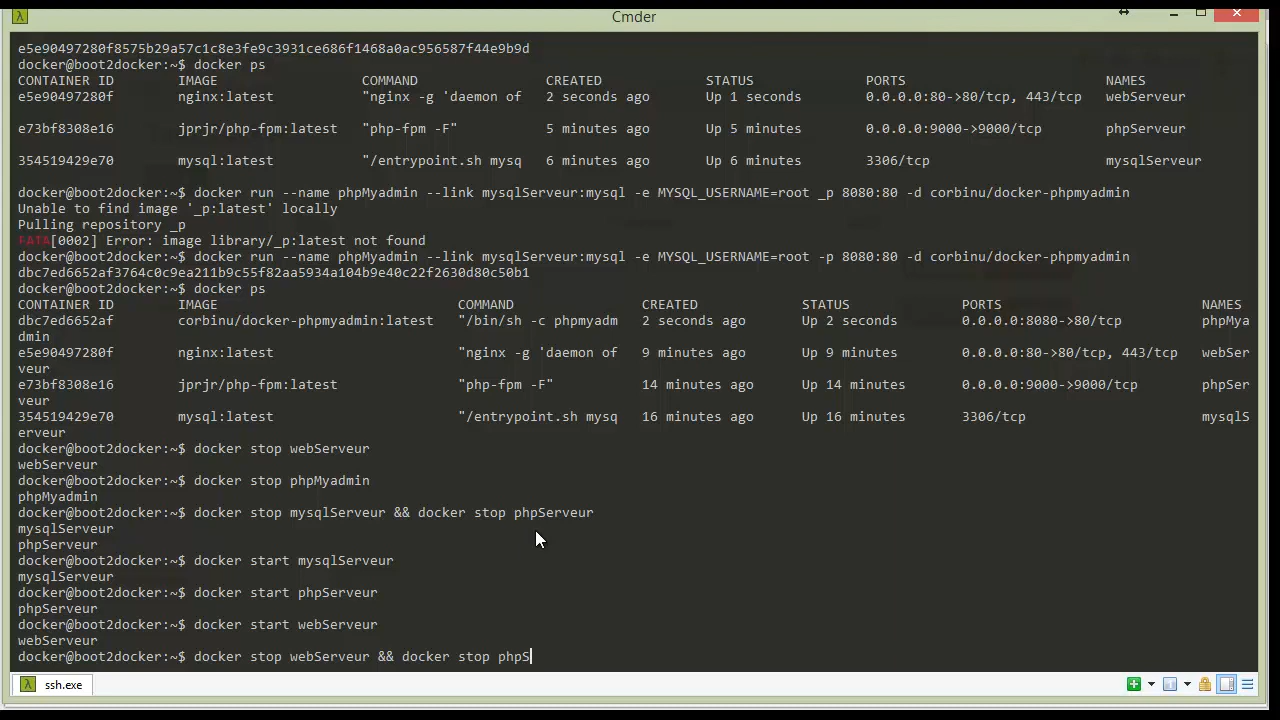 Cmder
e5e90497280f8575b29a57c1c8e3fe9c3931ce686f1468a0ac956587f44e9b9d
docker@boot2docker:~$ docker ps
CONTAINER ID IMAGE COMMAND CREATED STATUS PORTS NAMES
e5e90497280f nginx:latest "nginx -g 'daemon of 2 seconds ago Up 1 seconds 0.0.0.0:80->80/tcp, 443/tcp webServeur
e73bf8308e16 jprjr/php-fpm:latest "php-fpm -F" 5 minutes ago Up 5 minutes 0.0.0.0:9000->9000/tcp phpServeur
354519429e70 mysql:latest "/entrypoint.sh mysq 6 minutes ago Up 6 minutes 3306/tcp mysqlServeur
docker@boot2docker:~$ docker run --name phpMyadmin --link mysqlServeur:mysql -e MYSQL_USERNAME=root _p 8080:80 -d corbinu/docker-phpmyadmin
Unable to find image '_p:latest' locally
Pulling repository _p
FATA[0002] Error: image library/_p:latest not found
docker@boot2docker:~$ docker run --name phpMyadmin --link mysqlServeur:mysql -e MYSQL_USERNAME=root -p 8080:80 -d corbinu/docker-phpmyadmin
dbc7ed6652af3764c0c9ea211b9c55f82aa5934a104b9e40c22f2630d80c50b1
docker@boot2docker:~$ docker ps
CONTAINER ID IMAGE COMMAND CREATED STATUS PORTS NAMES
dbc7ed6652af corbinu/docker-phpmyadmin:latest "/bin/sh -c phpmyadm 2 seconds ago Up 2 seconds 0.0.0.0:8080->80/tcp phpMya
dmin
e5e90497280f nginx:latest "nginx -g 'daemon of 9 minutes ago Up 9 minutes 0.0.0.0:80->80/tcp, 443/tcp webSer
veur
e73bf8308e16 jprjr/php-fpm:latest "php-fpm -F" 14 minutes ago Up 14 minutes 0.0.0.0:9000->9000/tcp phpSer
veur
354519429e70 mysql:latest "/entrypoint.sh mysq 16 minutes ago Up 16 minutes 3306/tcp mysqlS
erveur
docker@boot2docker:~$ docker stop webServeur
webServeur
docker@boot2docker:~$ docker stop phpMyadmin
phpMyadmin
docker@boot2docker:~$ docker stop mysqlServeur && docker stop phpServeur
mysqlServeur
phpServeur
docker@boot2docker:~$ docker start mysqlServeur
mysqlServeur
docker@boot2docker:~$ docker start phpServeur
phpServeur
docker@boot2docker:~$ docker start webServeur
webServeur
docker@boot2docker:~$ docker stop webServeur && docker stop phpS
ssh.exe